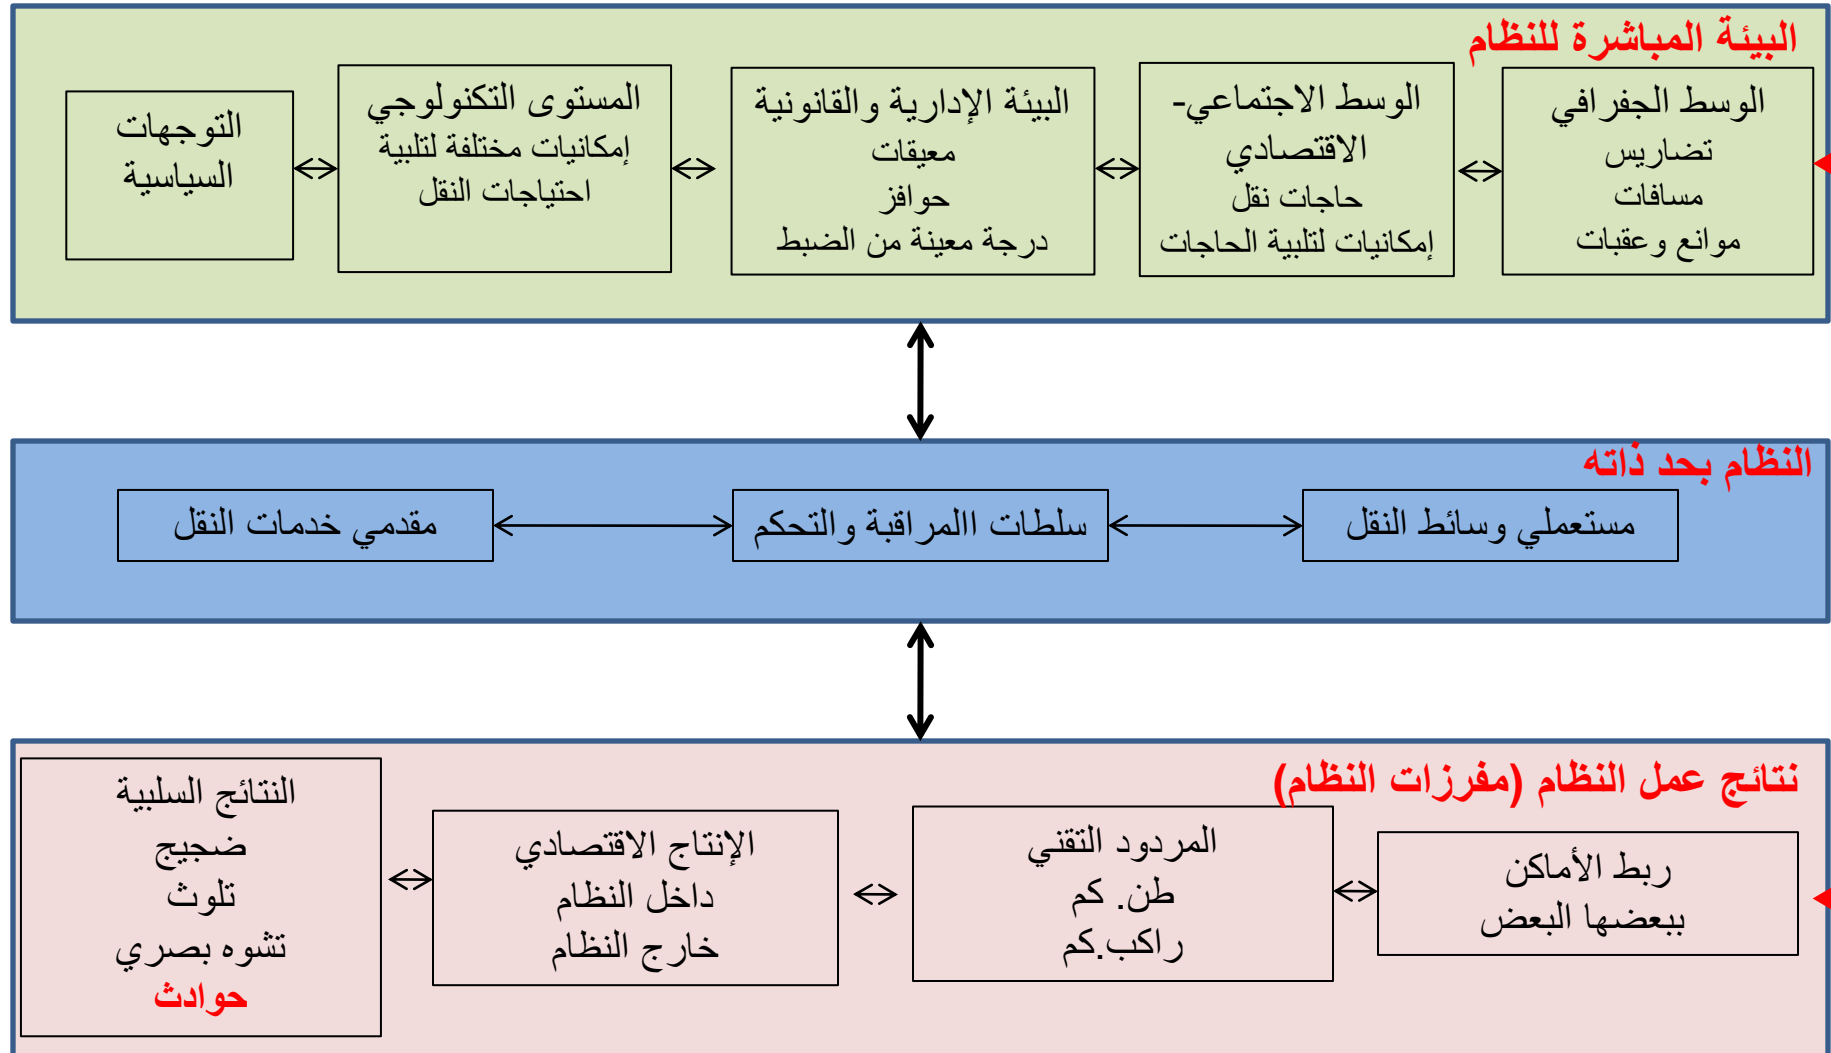 البيئة المباشرة للنظام
الوسط الجغرافي
تضاريس
مسافات
موانع وعقبات
الوسط الاجتماعي-
الاقتصادي
حاجات نقل
إمكانيات لتلبية الحاجات
البيئة الإدارية والقانونية
معيقات
حوافز
درجة معينة من الضبط
المستوى التكنولوجي
إمكانيات مختلفة لتلبية
احتياجات النقل
التوجهات
السياسية
النظام بحد ذاته
مستعملي وسائط النقل
سلطات االمراقبة والتحكم
مقدمي خدمات النقل
نتائج عمل النظام (مفرزات النظام)
ربط الأماكن
ببعضها البعض
المردود التقني
طن. كم
راكب.كم
الإنتاج الاقتصادي
داخل النظام
خارج النظام
النتائج السلبية
ضجيج
تلوث
تشوه بصري
حوادث